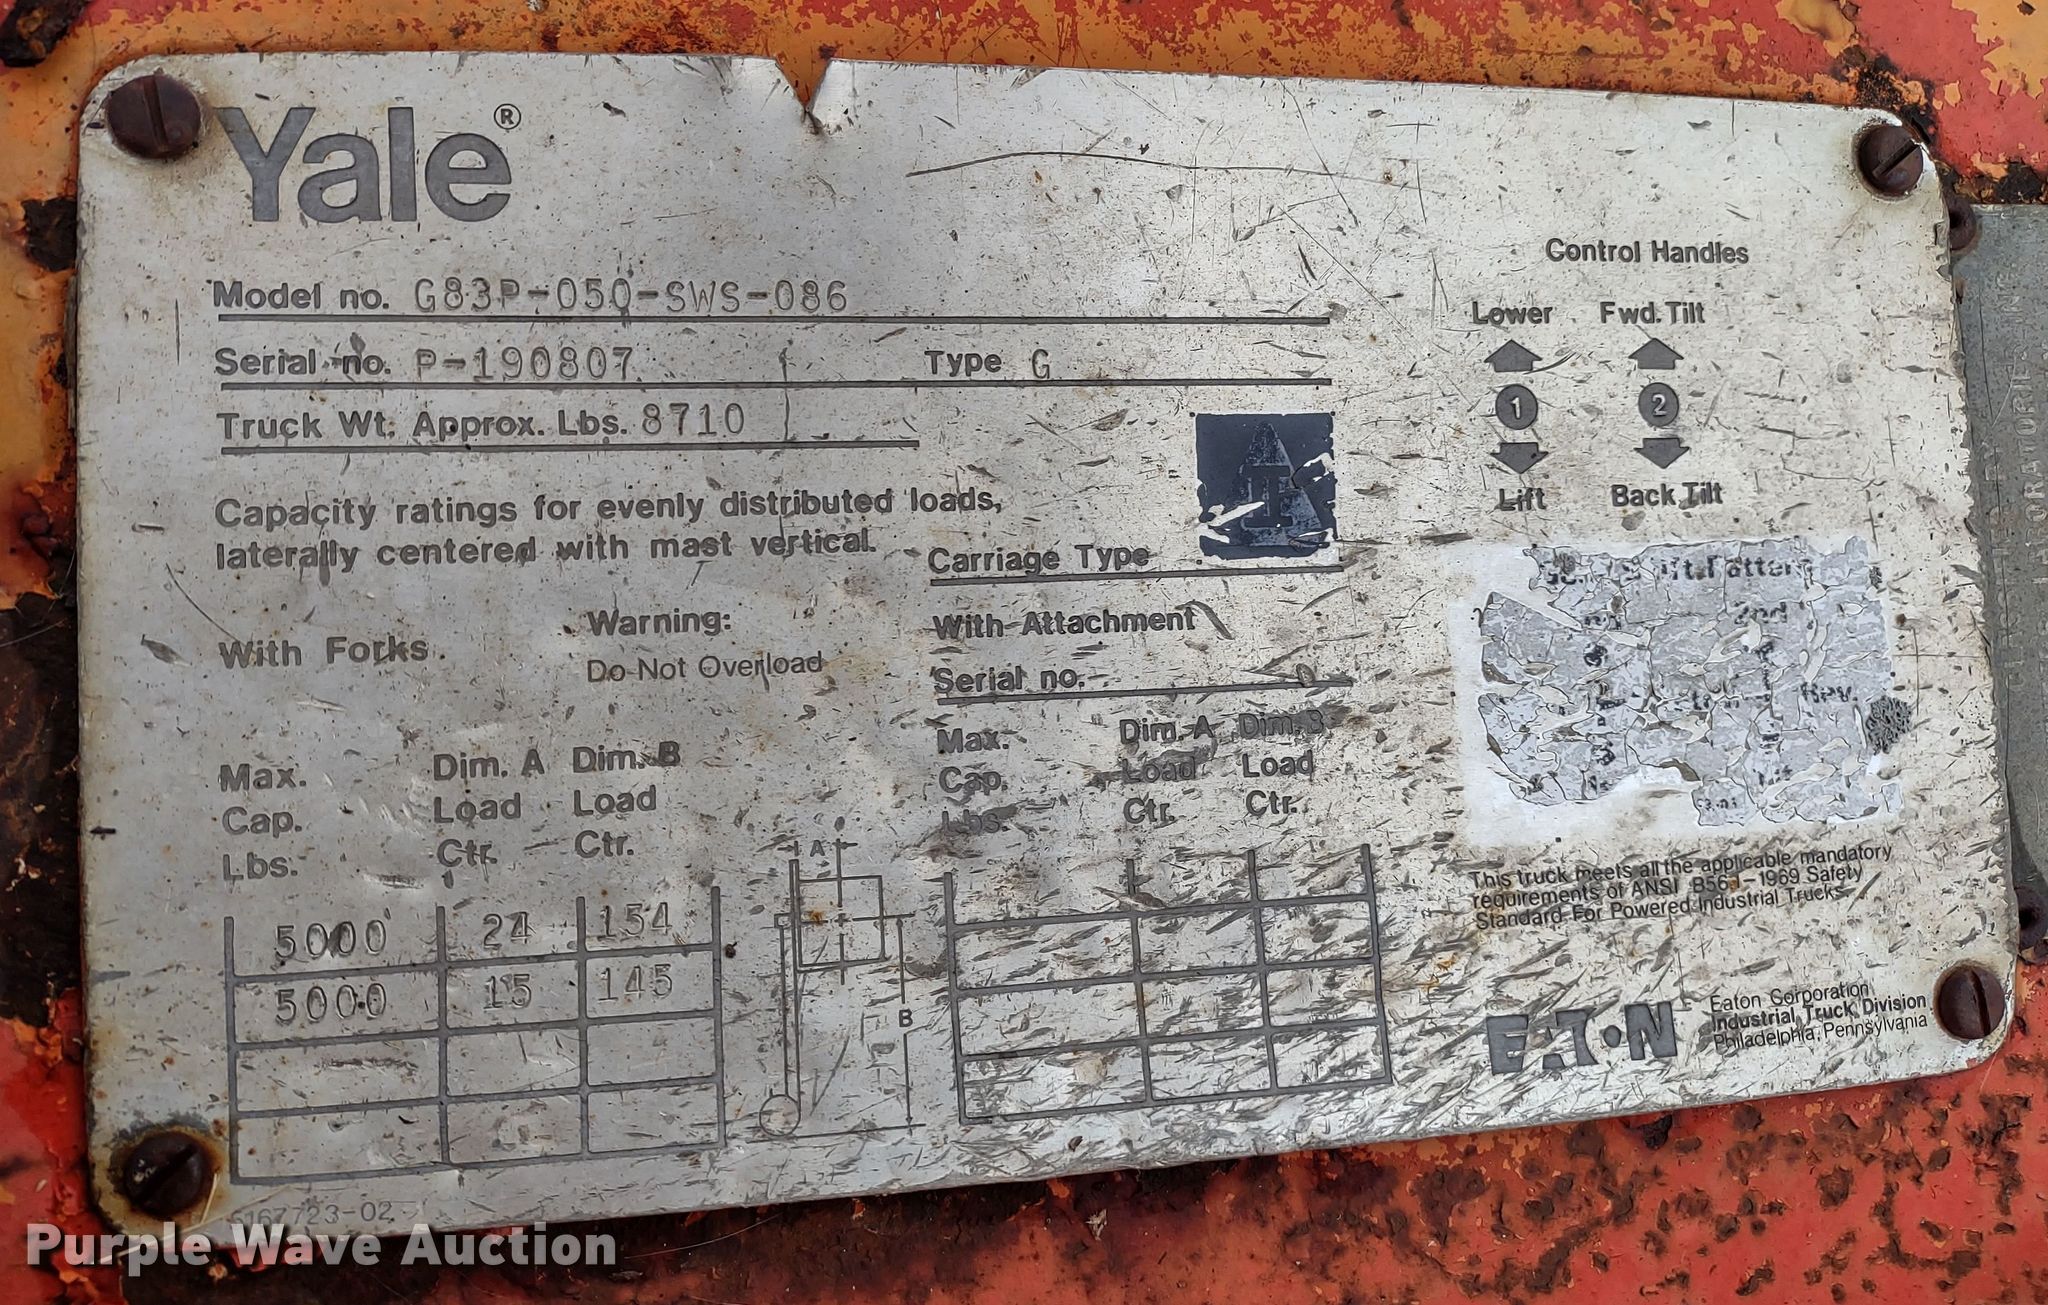 Yale®
Model no. G83P-050-SWS-086
Serial no. P-190807 Type G
Truck Wt. Approx. Lbs. 8710
Capacity ratings for evenly distributed loads,
laterally centered with mast vertical.
With Forks
Warning:
Do Not Overload
Max.
Cap.
Lbs.
Dim. A
Load
Ctr.
Dim. B
Load
Ctr.
5000 24 154
5000 15 145
A
B
Carriage Type
With Attachment
Serial no.
Max.
Cap.
Lbs.
Dim. A
Load
Ctr.
Dim. B
Load
Ctr.
Control Handles
Lower Fwd. Tilt
1 2
Lift Back Tilt
2nd
Rev.
This truck meets all the applicable mandatory
requirements of ANSI B56.1-1969 Safety
Standard For Powered Industrial Trucks.
EATON
Eaton Corporation
Industrial Truck Division
Philadelphia, Pennsylvania
5167723-02
Purple Wave Auction